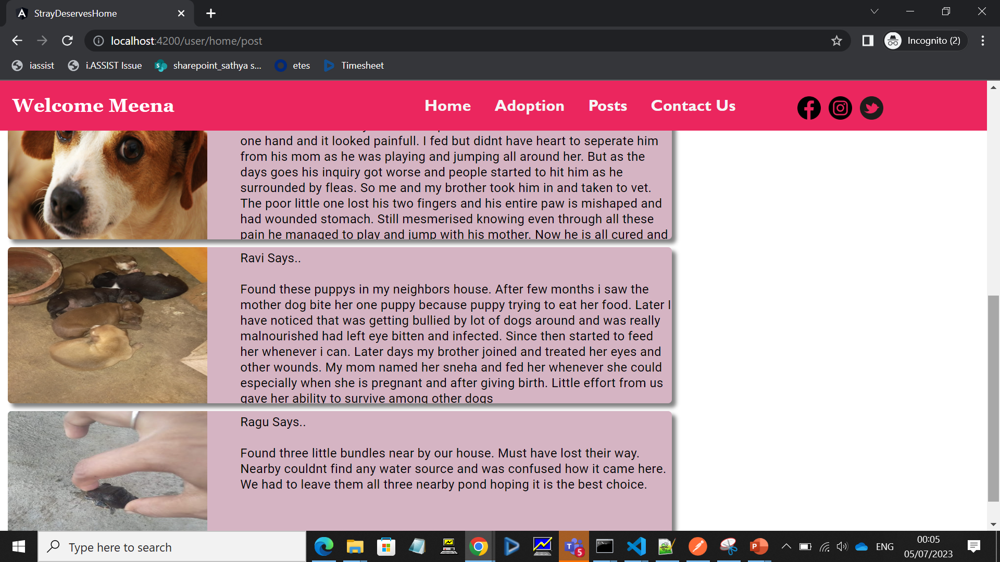 StrayDeservesHome
localhost:4200/user/home/post
Incognito (2)
iassist
i.ASSIST Issue
sharepoint_sathya s...
etes
Timesheet
Welcome Meena
Home
Adoption
Posts
Contact Us
one hand and it looked painfull. I fed but didnt have heart to seperate him
from his mom as he was playing and jumping all around her. But as the
days goes his inquiry got worse and people started to hit him as he
surrounded by fleas. So me and my brother took him in and taken to vet.
The poor little one lost his two fingers and his entire paw is mishaped and
had wounded stomach. Still mesmerised knowing even through all these
pain he managed to play and jump with his mother. Now he is all cured and
Ravi Says..
Found these puppys in my neighbors house. After few months i saw the
mother dog bite her one puppy because puppy trying to eat her food. Later I
have noticed that was getting bullied by lot of dogs around and was really
malnourished had left eye bitten and infected. Since then started to feed
her whenever i can. Later days my brother joined and treated her eyes and
other wounds. My mom named her sneha and fed her whenever she could
especially when she is pregnant and after giving birth. Little effort from us
gave her ability to survive among other dogs
Ragu Says..
Found three little bundles near by our house. Must have lost their way.
Nearby couldnt find any water source and was confused how it came here.
We had to leave them all three nearby pond hoping it is the best choice.
Type here to search
5
ENG
00:05
05/07/2023